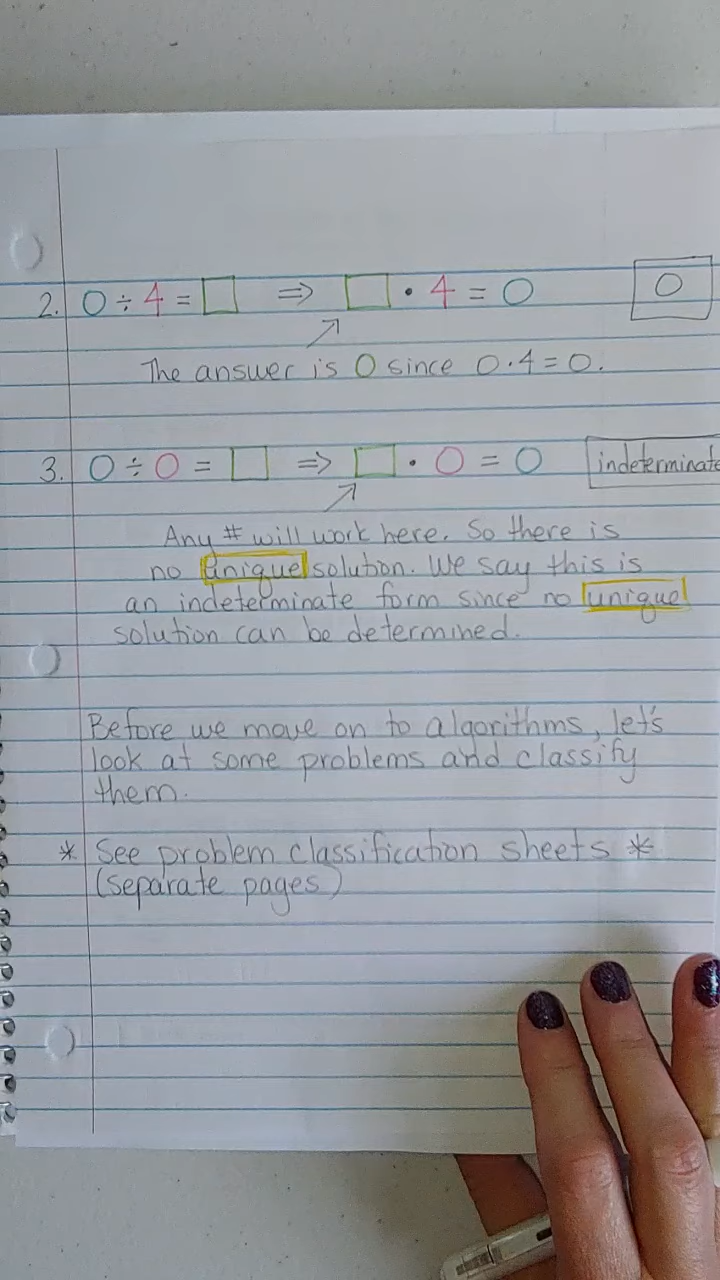 2. 0 ÷ 4 = □ ⇒ □ • 4 = 0 0
The answer is 0 since 0 • 4 = 0.
3. 0 ÷ 0 = □ ⇒ □ • 0 = 0 indeterminate
Any # will work here. So there is
no unique solution. We say this is
an indeterminate form since no unique
solution can be determined.
Before we move on to algorithms, let's
look at some problems and classify
them.
* See problem classification sheets *
(separate pages)